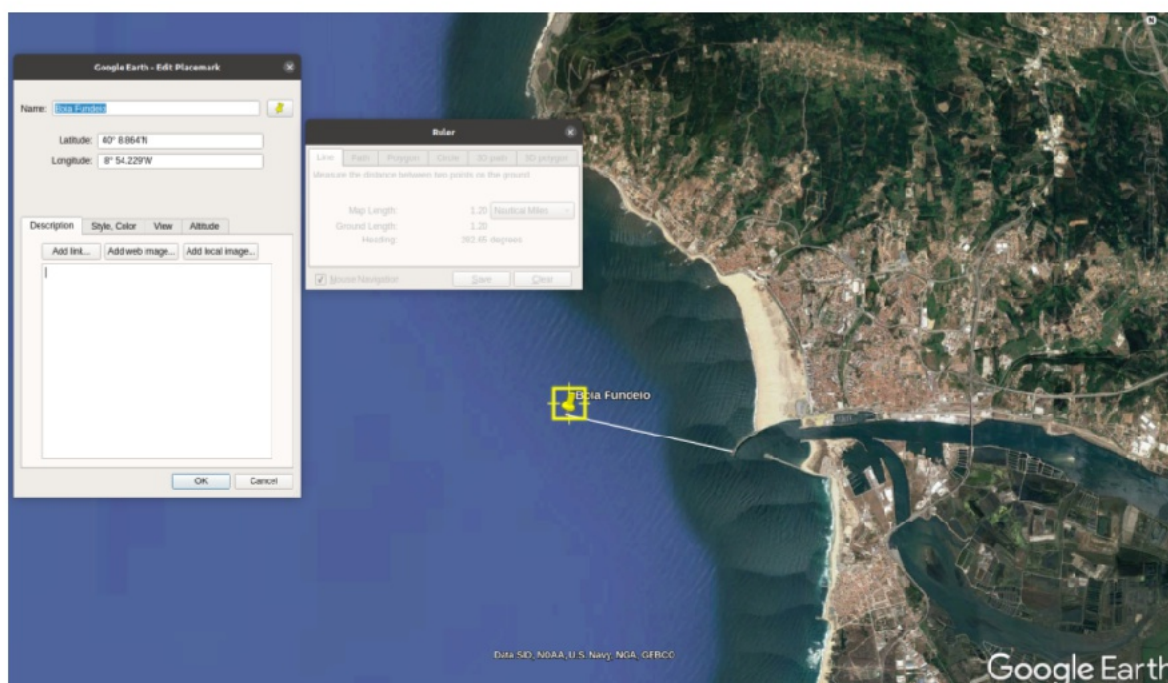 Google Earth - Edit Placemark
Name: Boia Fundeio
Latitude: 40° 8.864'N
Longitude: 8° 54.229'W
Description Style, Color View Altitude
Add link... Add web image... Add local image...
OK Cancel
Ruler
Line Path Polygon Circle 3D path 3D polygon
Measure the distance between two points on the ground
Map Length: 1.20 Nautical Miles
Ground Length: 1.20
Heading: 282.65 degrees
Mouse Navigation Save Clear
Boia Fundeio
Data SIO, NOAA, U.S. Navy, NGA, GEBCO
Google Earth
N